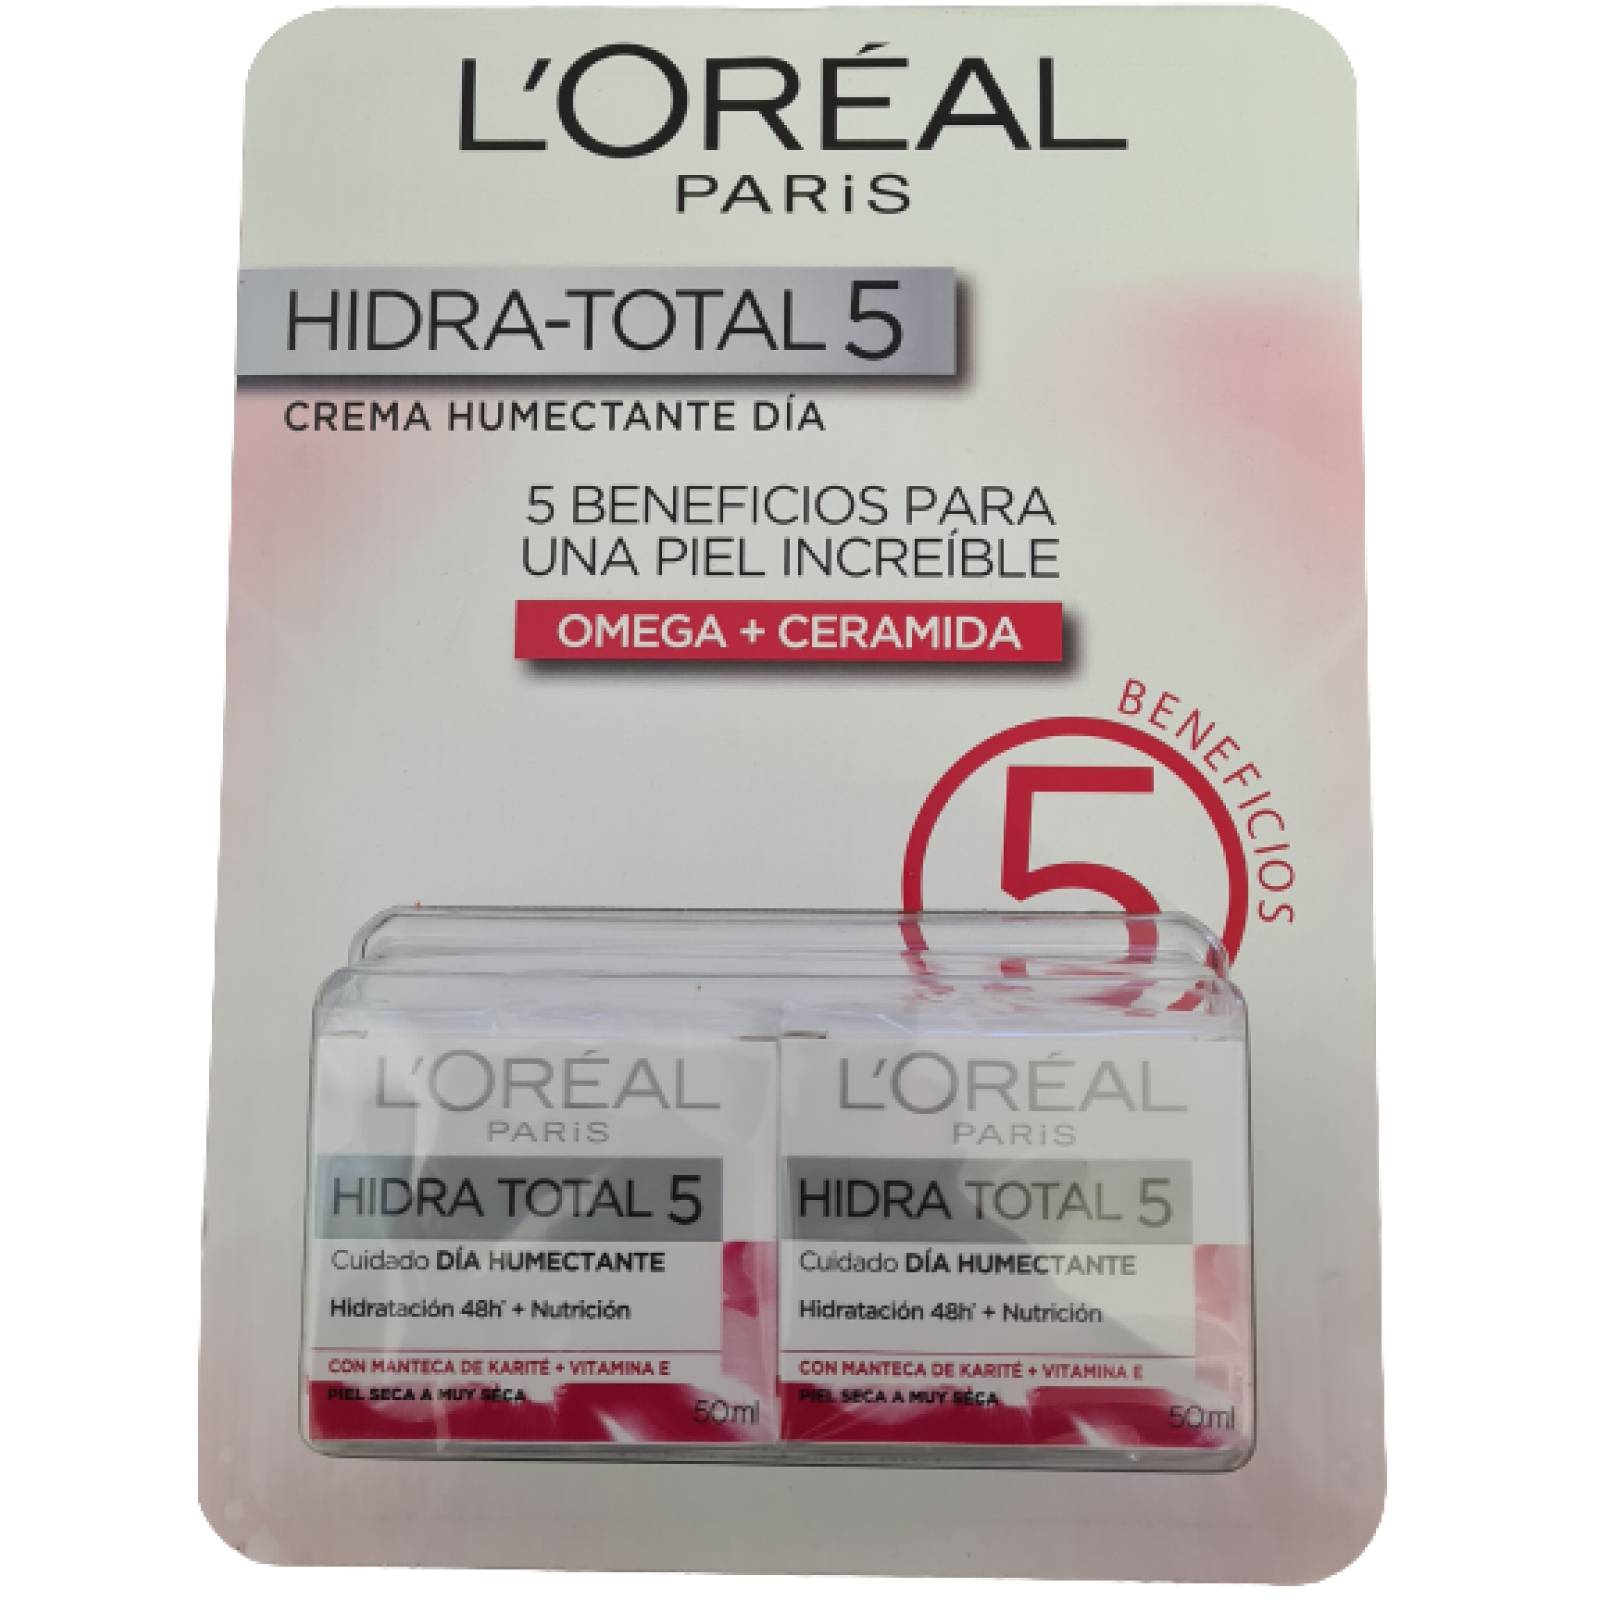 L'ORÉAL
PARiS
HIDRA-TOTAL 5
CREMA HUMECTANTE DÍA
5 BENEFICIOS PARA
UNA PIEL INCREÍBLE
OMEGA + CERAMIDA
BENEFICIOS
5
L'ORÉAL
PARiS
HIDRA TOTAL 5
Cuidado DÍA HUMECTANTE
Hidratación 48h* + Nutrición
CON MANTECA DE KARITÉ + VITAMINA E
PIEL SECA A MUY SECA
50ml
L'ORÉAL
PARiS
HIDRA TOTAL 5
Cuidado DÍA HUMECTANTE
Hidratación 48h* + Nutrición
CON MANTECA DE KARITÉ + VITAMINA E
PIEL SECA A MUY SECA
50ml